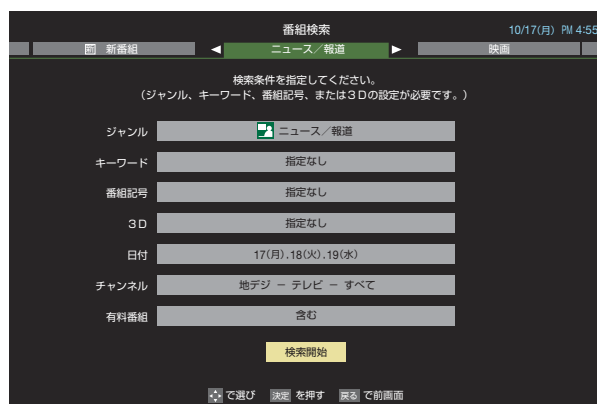 番組検索
10/17(月) PM 4:55
新 新番組 ◀ ニュース／報道 ▶ 映画
検索条件を指定してください。
（ジャンル、キーワード、番組記号、または３Ｄの設定が必要です。）
ジャンル ニュース／報道
キーワード 指定なし
番組記号 指定なし
３Ｄ 指定なし
日付 17(月).18(火).19(水)
チャンネル 地デジ － テレビ － すべて
有料番組 含む
検索開始
で選び 決定 を押す 戻る で前画面